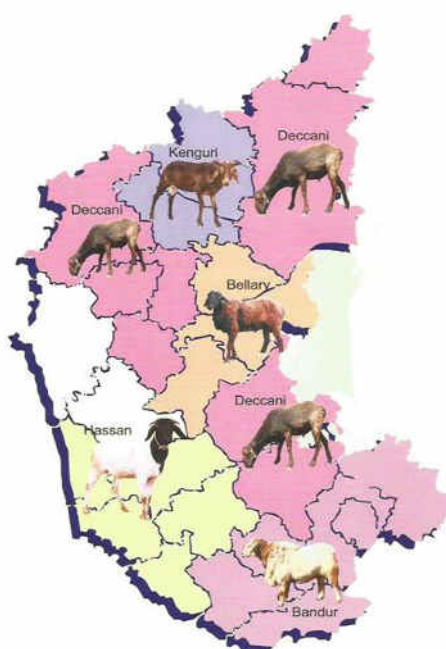 Deccani
Kenguri
Deccani
Bellary
Deccani
Hassan
Bandur